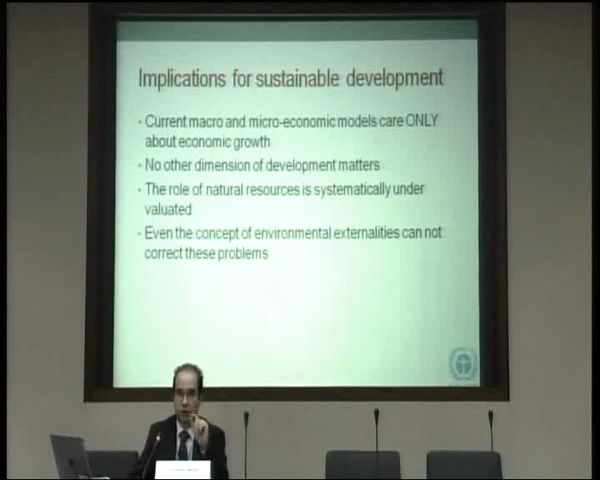 Implications for sustainable development
• Current macro and micro-economic models care ONLY
about economic growth
• No other dimension of development matters
• The role of natural resources is systematically under
valuated
• Even the concept of environmental externalities can not
correct these problems